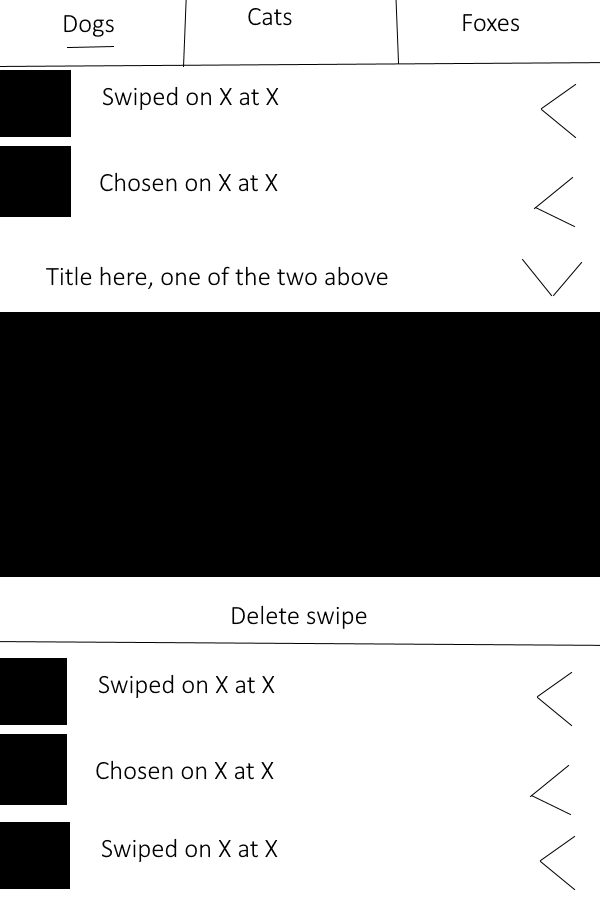 Dogs
Cats
Foxes
Swiped on X at X
Chosen on X at X
Title here, one of the two above
Delete swipe
Swiped on X at X
Chosen on X at X
Swiped on X at X